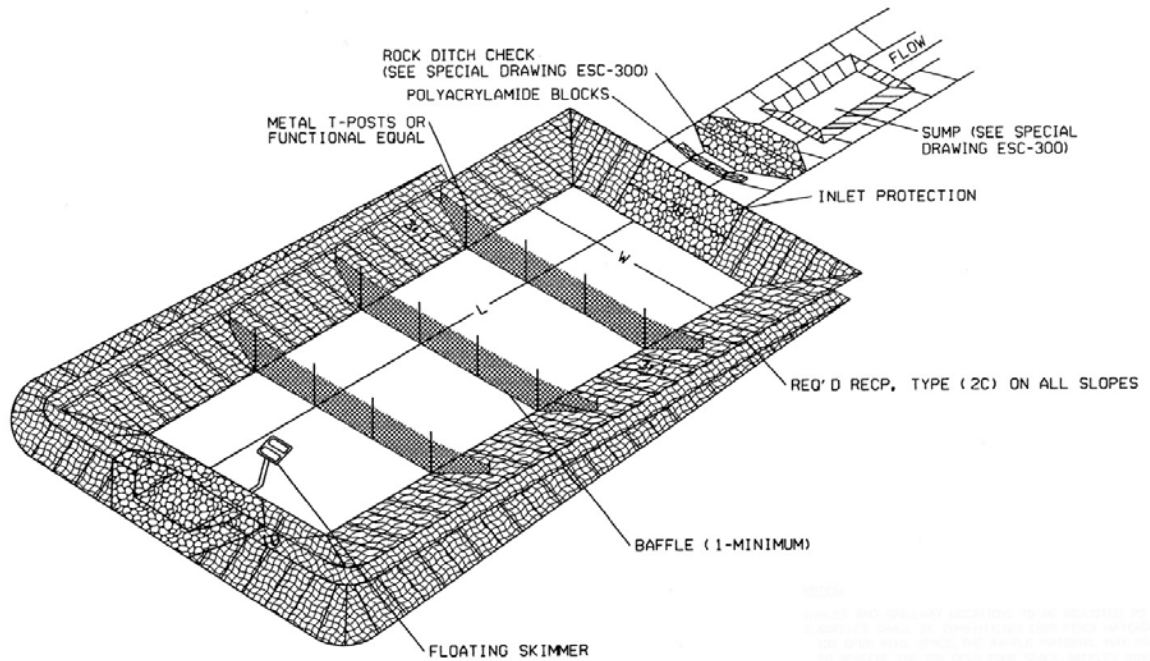 ROCK DITCH CHECK
(SEE SPECIAL DRAWING ESC-300)
POLYACRYLAMIDE BLOCKS
METAL T-POSTS OR
FUNCTIONAL EQUAL
FLOW
SUMP (SEE SPECIAL
DRAWING ESC-300)
INLET PROTECTION
W
L
REQ'D RECP, TYPE (2C) ON ALL SLOPES
BAFFLE (1-MINIMUM)
FLOATING SKIMMER